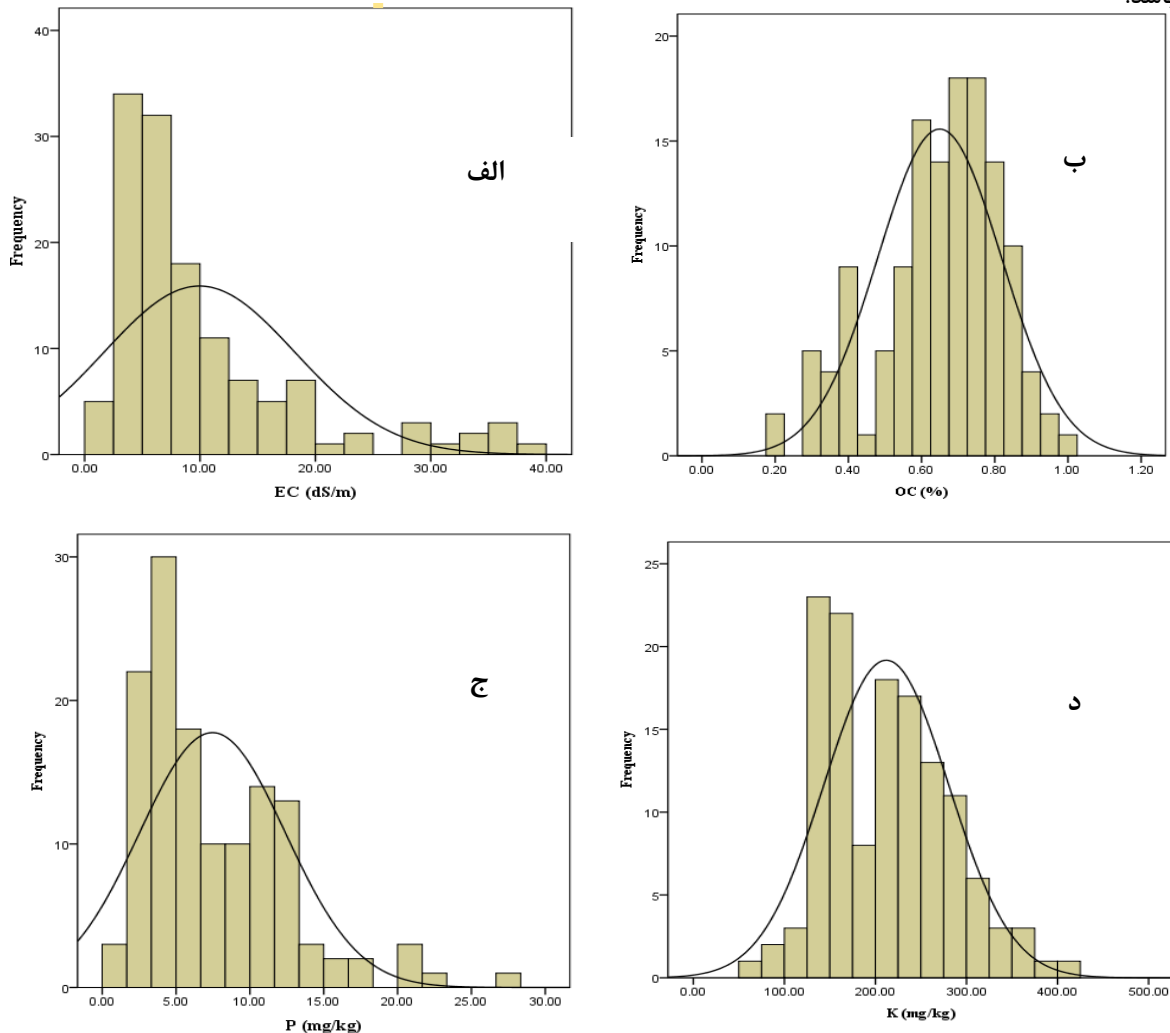 40
30
20
10
0
Frequency
0.00 10.00 20.00 30.00 40.00
EC (dS/m)
الف
20
15
10
5
0
Frequency
0.00 0.20 0.40 0.60 0.80 1.00 1.20
OC (%)
ب
30
20
10
0
Frequency
0.00 5.00 10.00 15.00 20.00 25.00 30.00
P (mg/kg)
ج
25
20
15
10
5
0
Frequency
0.00 100.00 200.00 300.00 400.00 500.00
K (mg/kg)
د